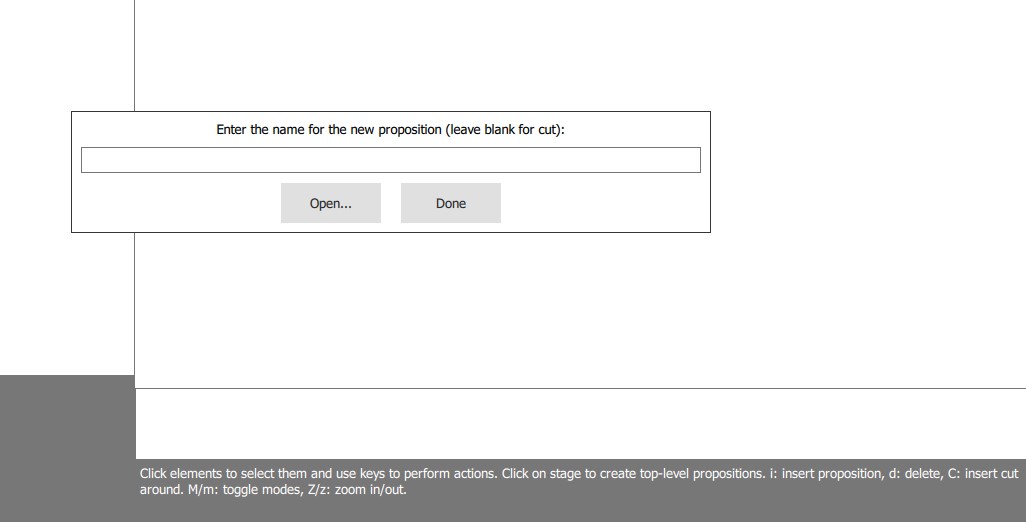 Enter the name for the new proposition (leave blank for cut):
Open...
Done
Click elements to select them and use keys to perform actions. Click on stage to create top-level propositions. i: insert proposition, d: delete, C: insert cut
around. M/m: toggle modes, Z/z: zoom in/out.